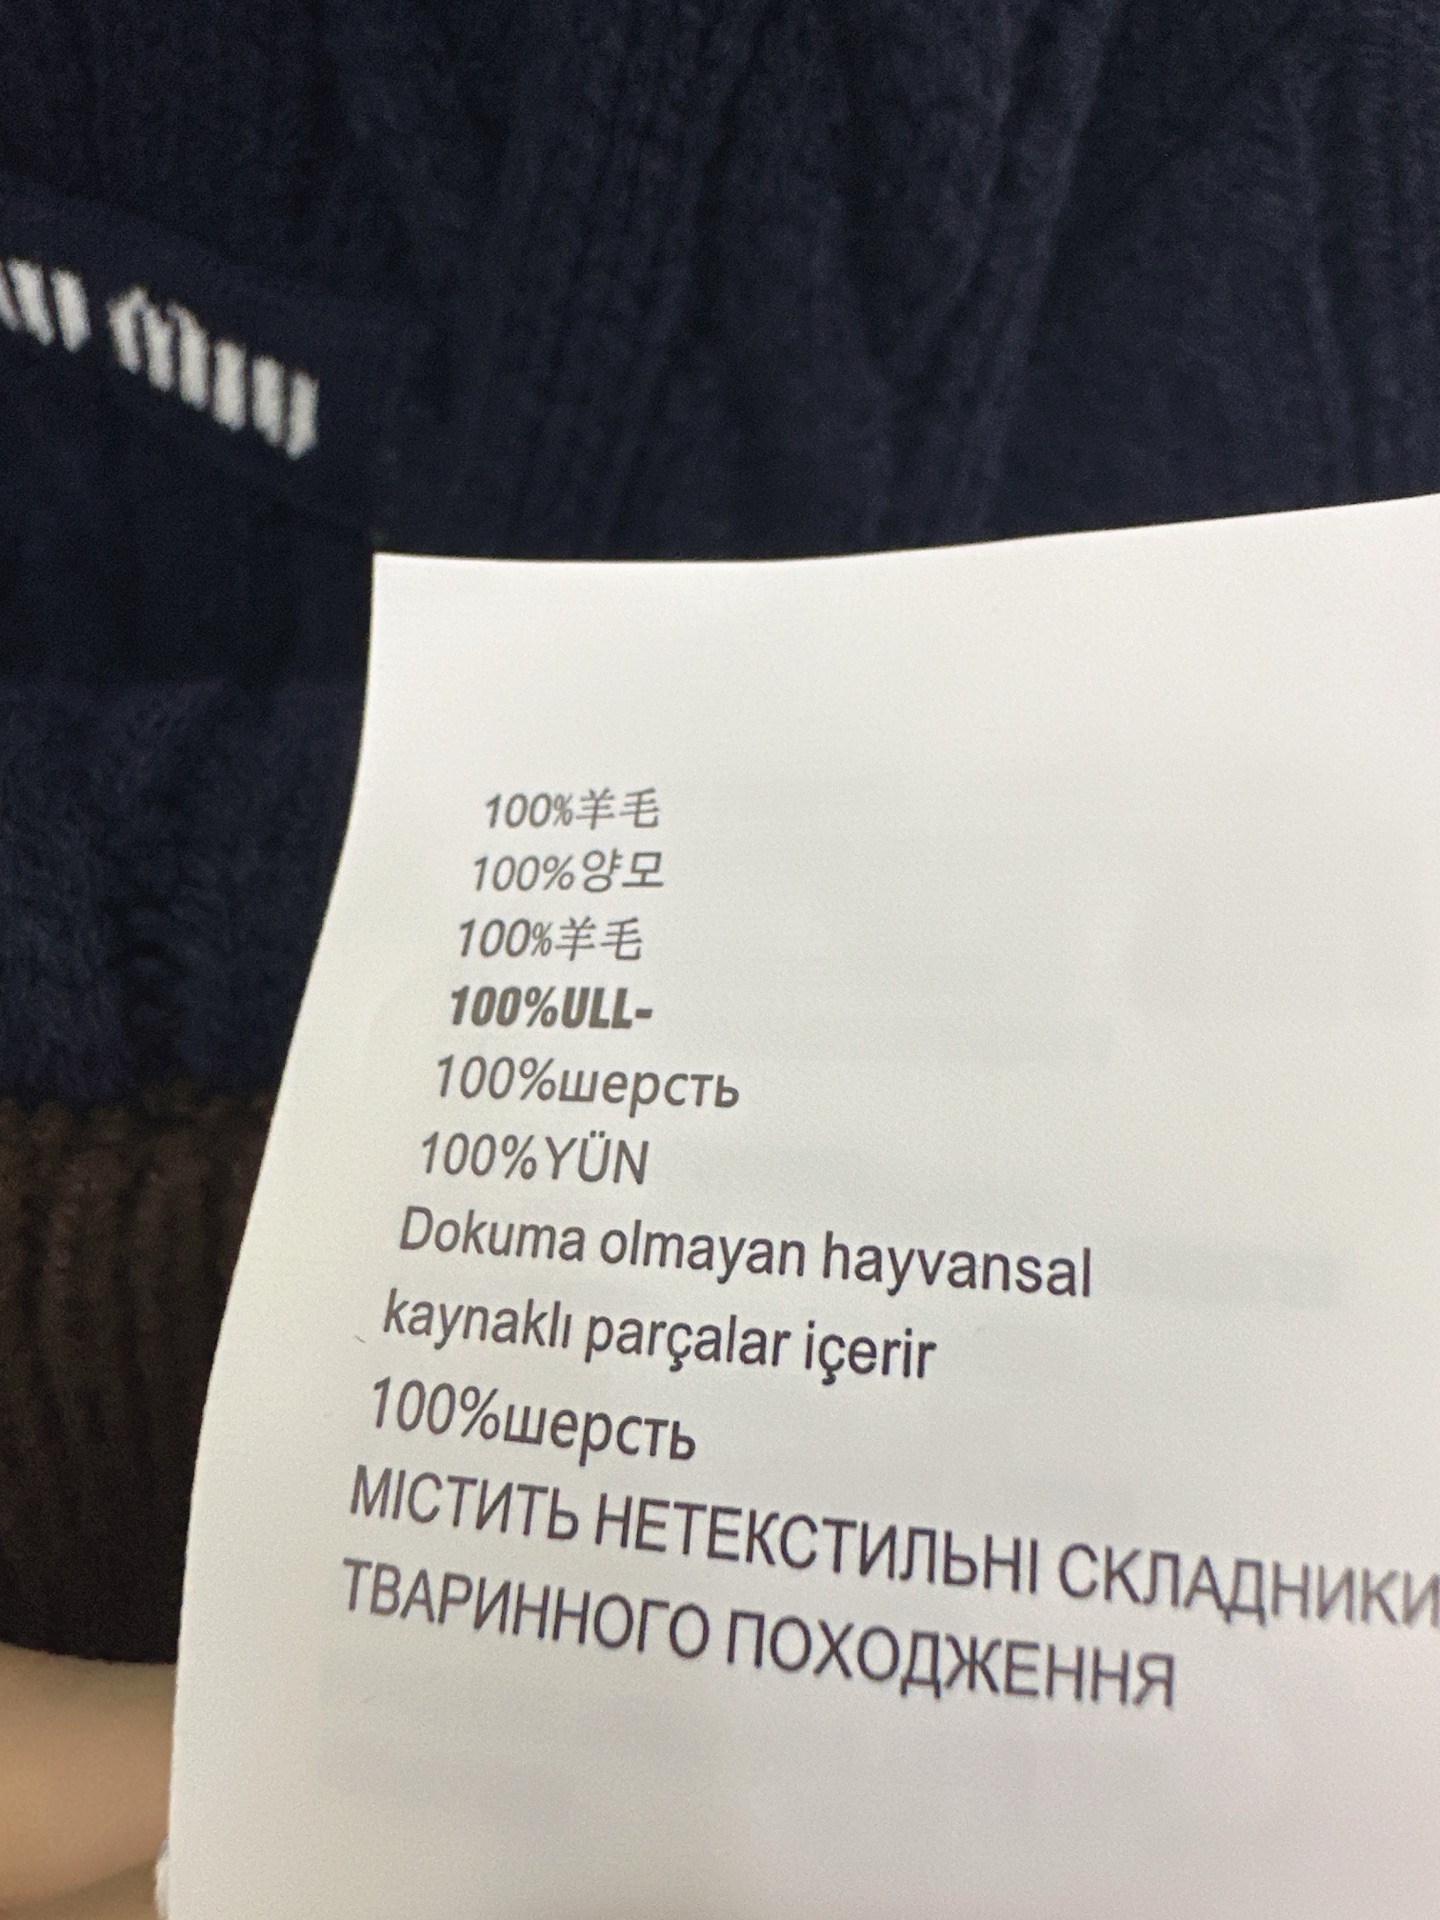 100%羊毛
100%양모
100%羊毛
100%ULL-
100%шерсть
100%YÜN
Dokuma olmayan hayvansal
kaynaklı parçalar içerir
100%шерсть
МІСТИТЬ НЕТЕКСТИЛЬНІ СКЛАДНИКИ
ТВАРИННОГО ПОХОДЖЕННЯ